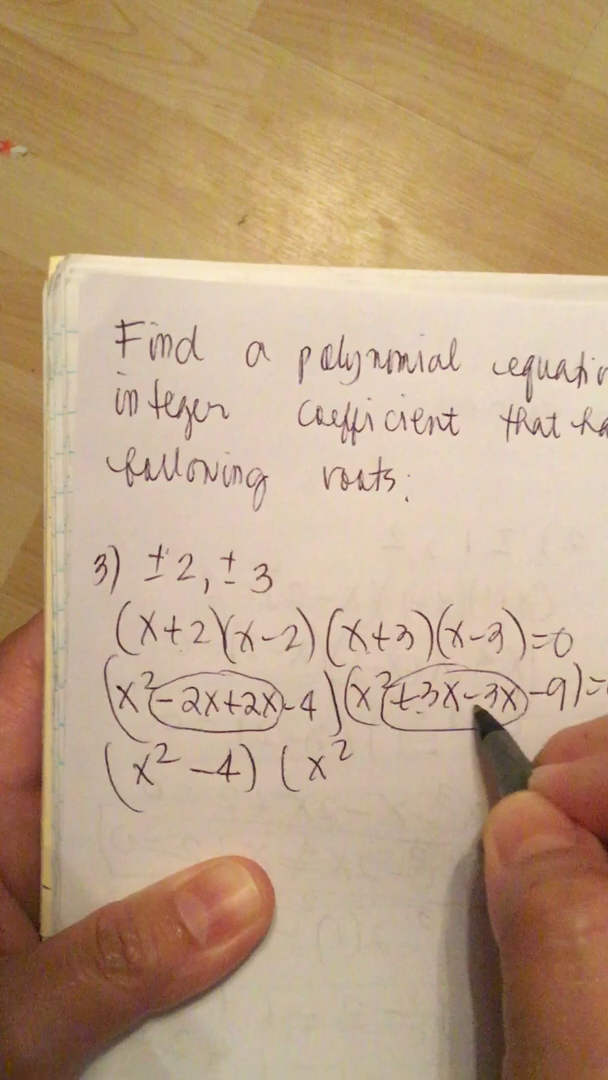 Find a polynomial equation
integer coefficient that ha
following roots:
3) ±2, ±3
(x+2)(x-2)(x+3)(x-3)=0
(x²-2x+2x-4)(x²+3x-3x-9)=
(x²-4)(x²